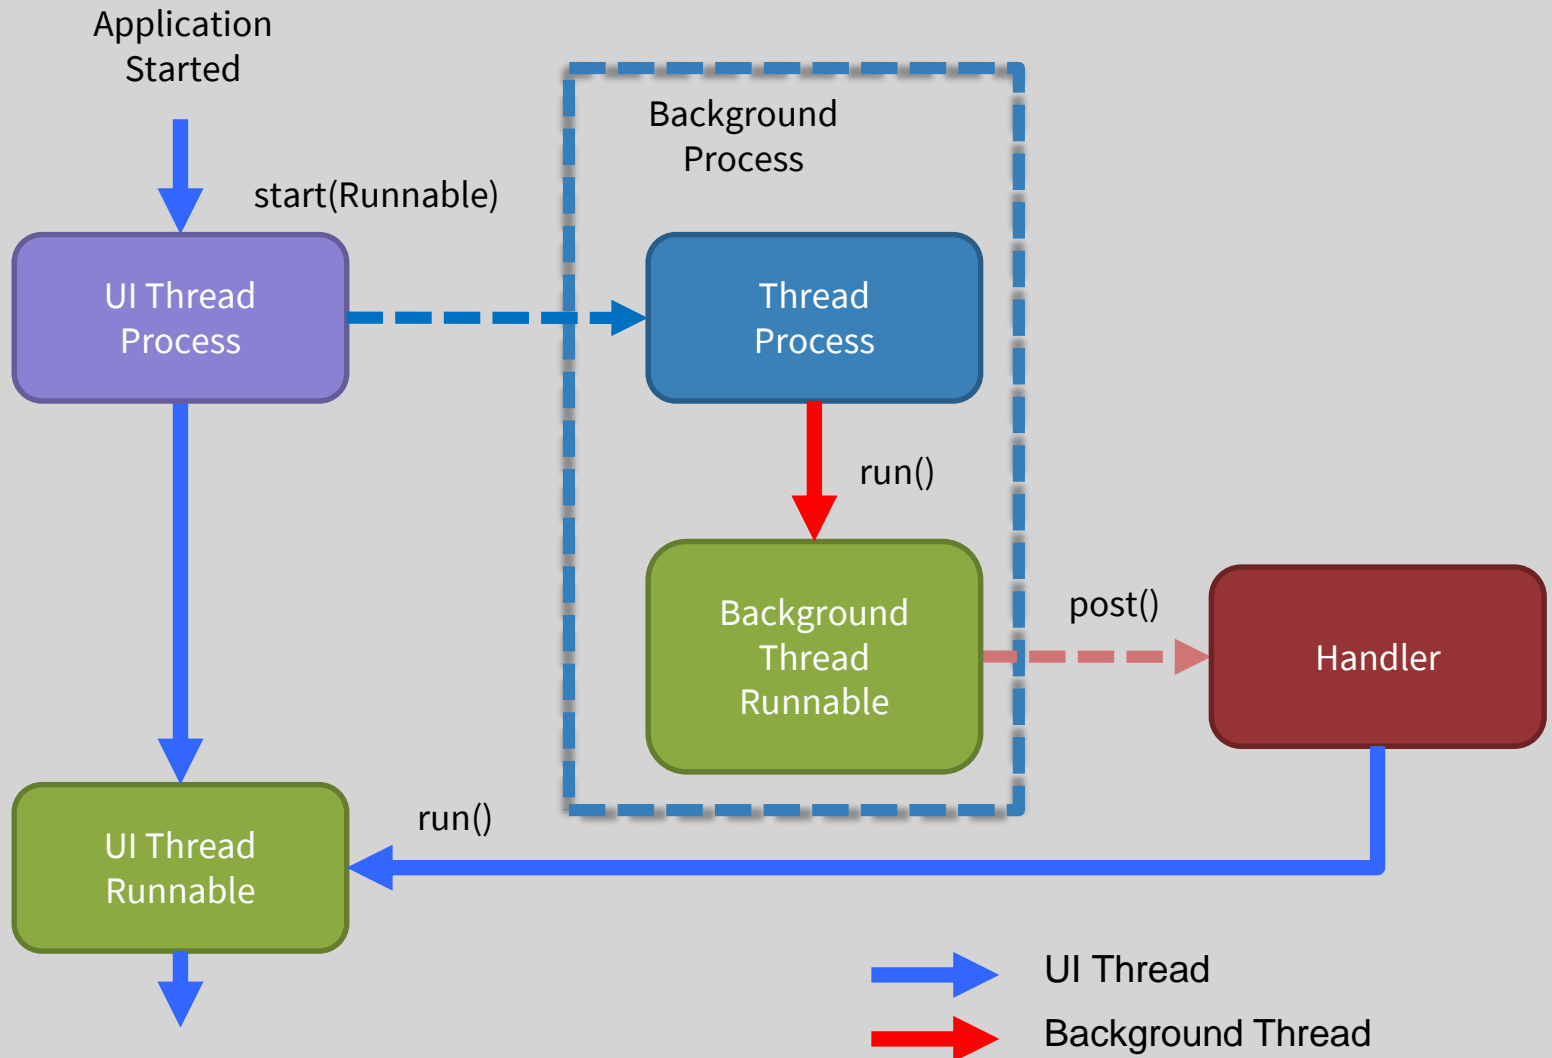 Application
Started
Background
Process
start(Runnable)
UI Thread
Process
Thread
Process
run()
Background
Thread
Runnable
post()
Handler
run()
UI Thread
Runnable
UI Thread
Background Thread